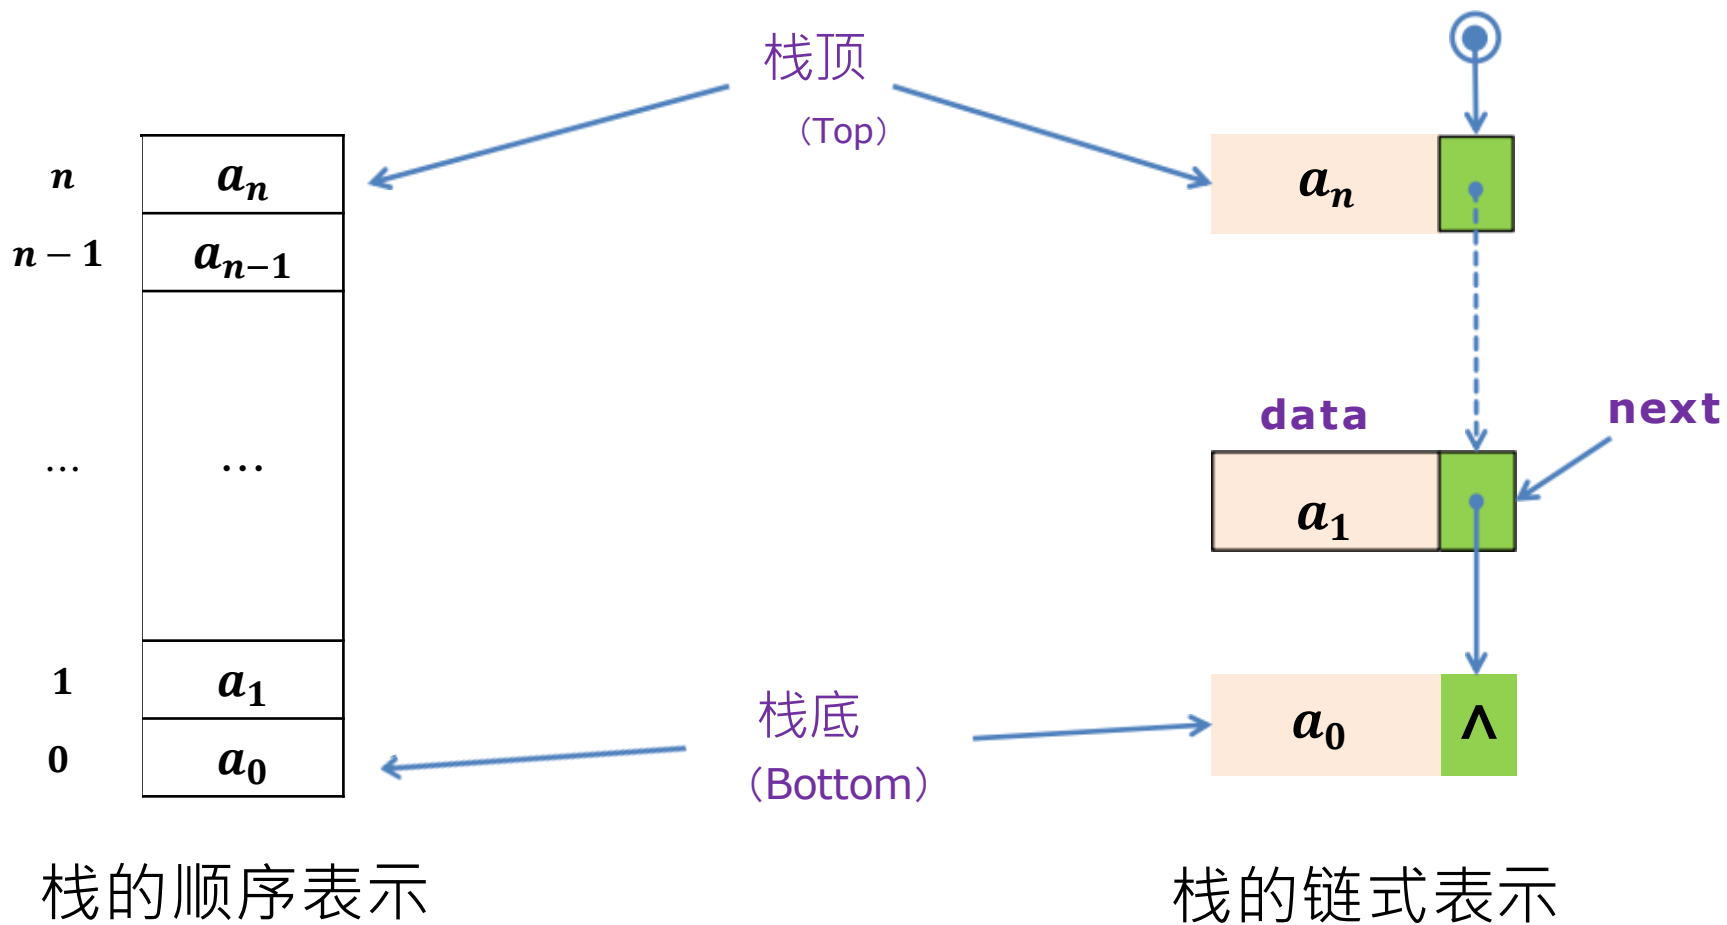 栈顶
（Top）
n
aₙ
n − 1
aₙ₋₁
...
...
1
a₁
0
a₀
栈底
（Bottom）
栈的顺序表示
aₙ
data
next
a₁
a₀
∧
栈的链式表示